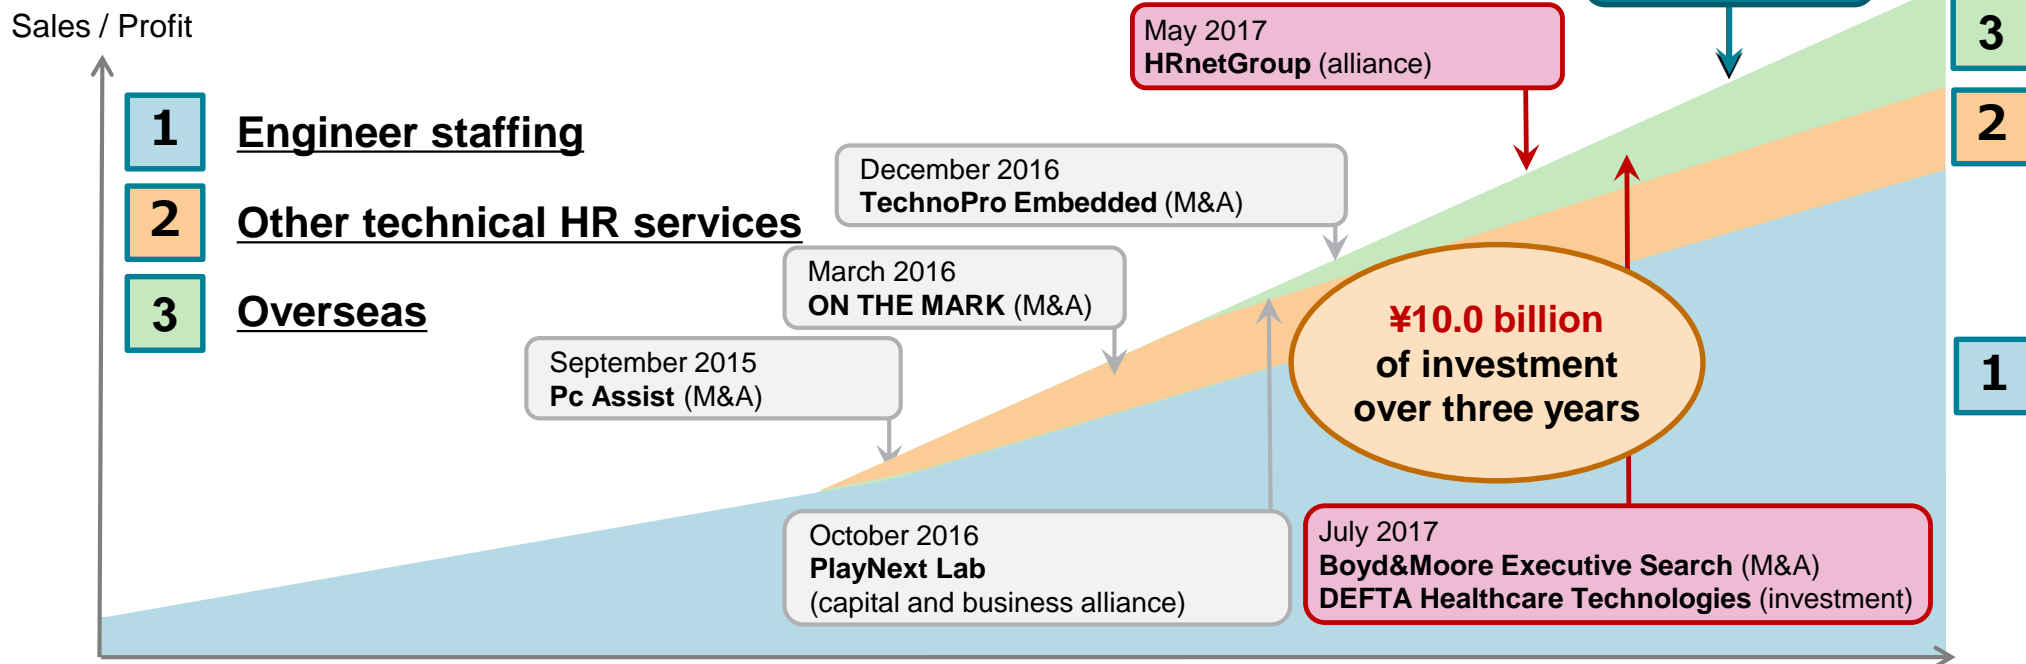 Sales / Profit
May 2017
HRnetGroup (alliance)
3
2
1
1
Engineer staffing
2
Other technical HR services
3
Overseas
December 2016
TechnoPro Embedded (M&A)
March 2016
ON THE MARK (M&A)
September 2015
Pc Assist (M&A)
¥10.0 billion
of investment
over three years
October 2016
PlayNext Lab
(capital and business alliance)
July 2017
Boyd&Moore Executive Search (M&A)
DEFTA Healthcare Technologies (investment)